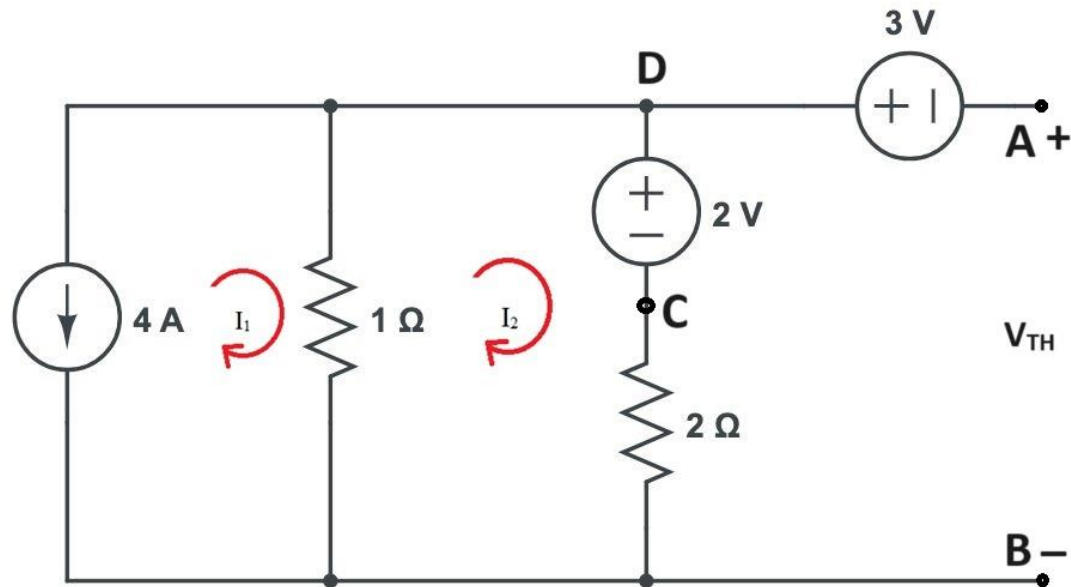 3 V
D
+ −
A +
+
−
2 V
C
4 A
I₁
1 Ω
I₂
V_TH
2 Ω
B −